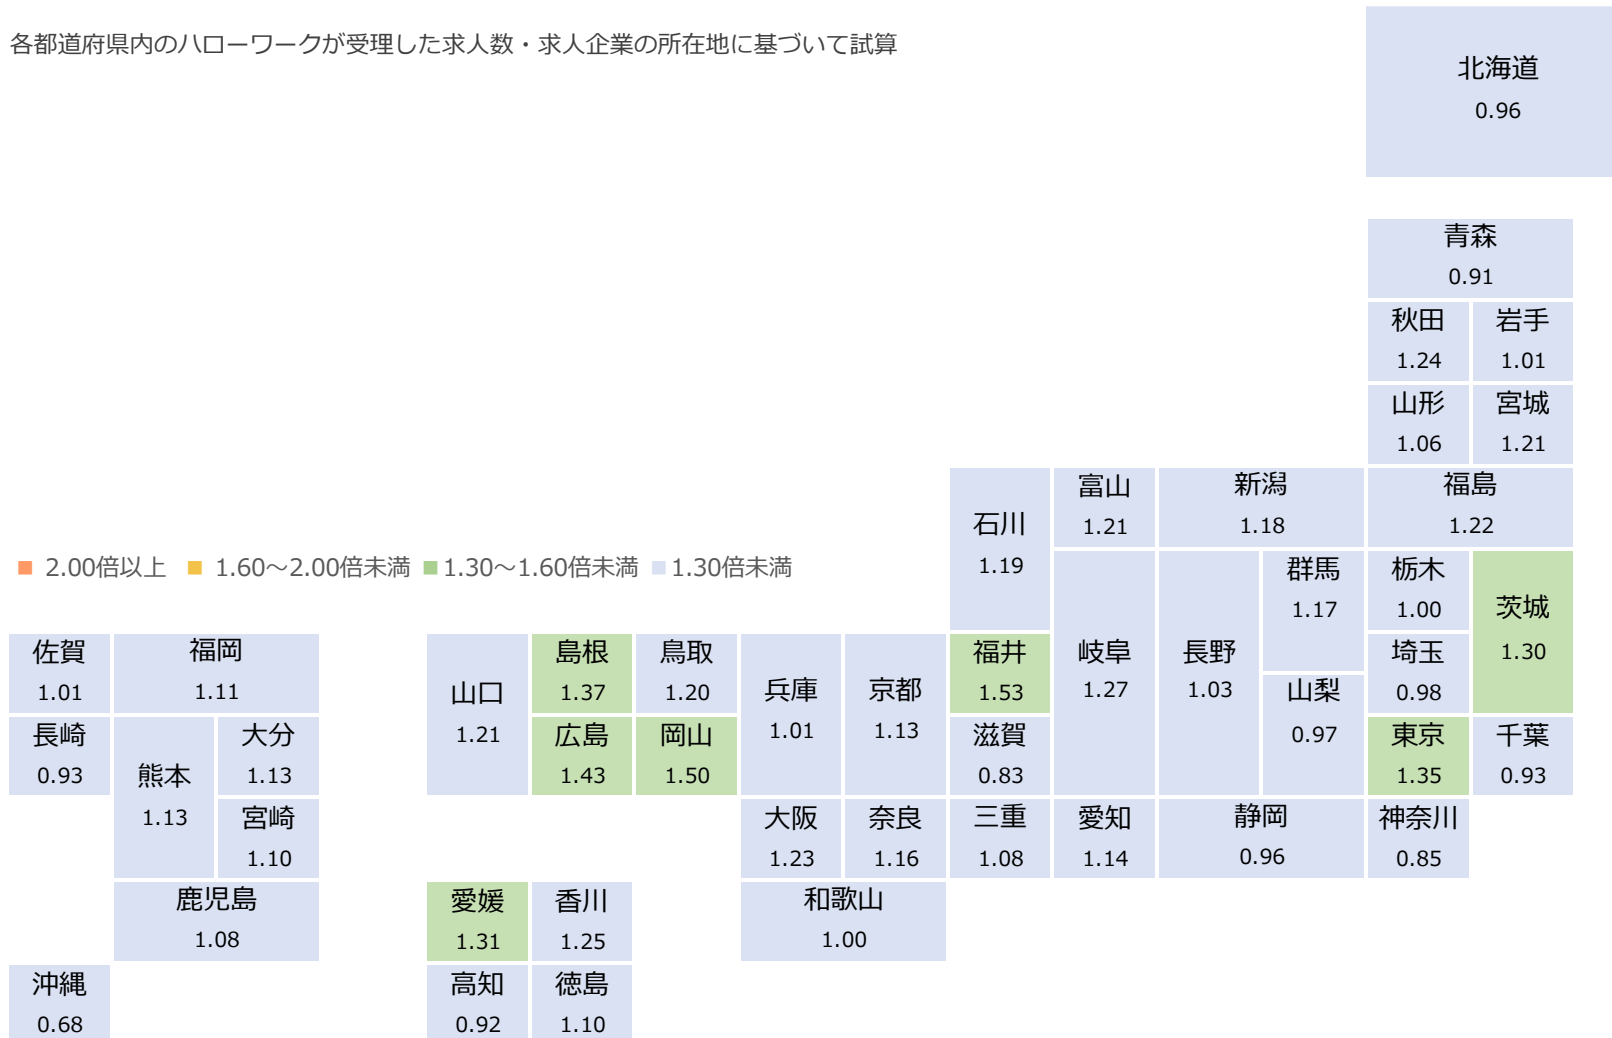 各都道府県内のハローワークが受理した求人数・求人企業の所在地に基づいて試算
北海道
0.96
青森
0.91
秋田
1.24
岩手
1.01
山形
1.06
宮城
1.21
石川
1.19
富山
1.21
新潟
1.18
福島
1.22
2.00倍以上
1.60～2.00倍未満
1.30～1.60倍未満
1.30倍未満
群馬
1.17
栃木
1.00
茨城
1.30
佐賀
1.01
福岡
1.11
山口
1.21
島根
1.37
鳥取
1.20
兵庫
1.01
京都
1.13
福井
1.53
岐阜
1.27
長野
1.03
山梨
0.97
埼玉
0.98
長崎
0.93
熊本
1.13
大分
1.13
広島
1.43
岡山
1.50
滋賀
0.83
東京
1.35
千葉
0.93
宮崎
1.10
大阪
1.23
奈良
1.16
三重
1.08
愛知
1.14
静岡
0.96
神奈川
0.85
鹿児島
1.08
愛媛
1.31
香川
1.25
和歌山
1.00
沖縄
0.68
高知
0.92
徳島
1.10